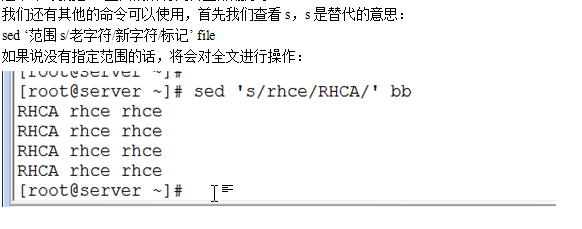 我们还有其他的命令可以使用，首先我们查看 s，s 是替代的意思：
sed ‘范围 s/老字符/新字符/标记’ file
如果说没有指定范围的话，将会对全文进行操作：
[root@server ~]#
[root@server ~]# sed 's/rhce/RHCA/' bb
RHCA rhce rhce
RHCA rhce rhce
RHCA rhce rhce
RHCA rhce rhce
[root@server ~]#